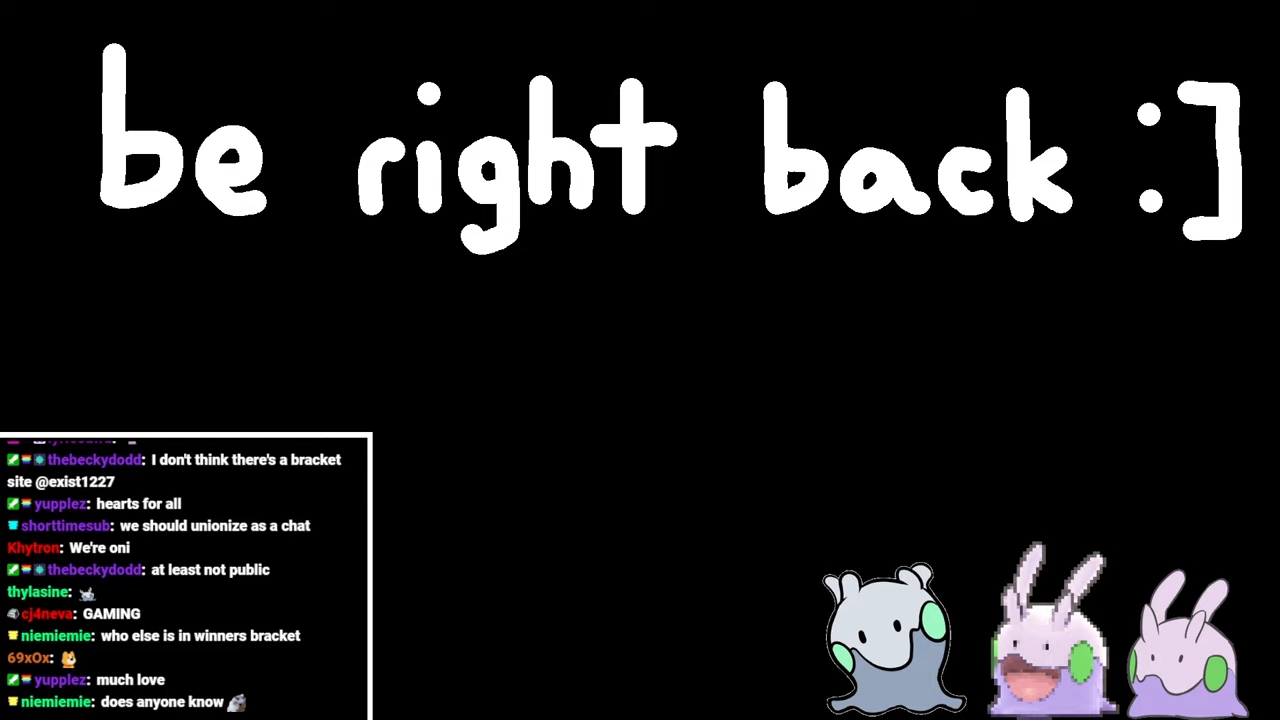 be right back :]
thebeckydodd: I don't think there's a bracket
site @exist1227
yupplez: hearts for all
shorttimesub: we should unionize as a chat
Khytron: We're oni
thebeckydodd: at least not public
thylasine:
cj4neva: GAMING
niemiemie: who else is in winners bracket
69xOx:
yupplez: much love
niemiemie: does anyone know